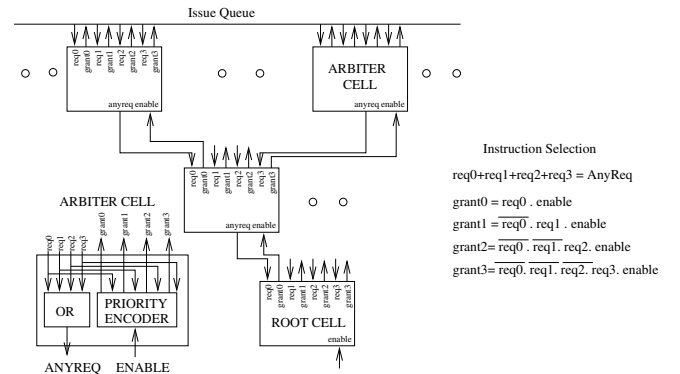 Issue Queue
req0 grant0 req1 grant1 req2 grant2 req3 grant3
anyreq enable
ARBITER
CELL
anyreq enable
req0 grant0 req1 grant1 req2 grant2 req3 grant3
anyreq enable
Instruction Selection
req0+req1+req2+req3 = AnyReq
grant0 = req0 . enable
grant1 = req0 . req1 . enable
grant2= req0 . req1. req2. enable
grant3= req0. req1. req2. req3. enable
ARBITER CELL
req0 req1 req2 req3 grant0 grant1 grant2 grant3
OR
PRIORITY
ENCODER
ANYREQ ENABLE
req0 grant0 req1 grant1 req2 grant2 req3 grant3
ROOT CELL
enable